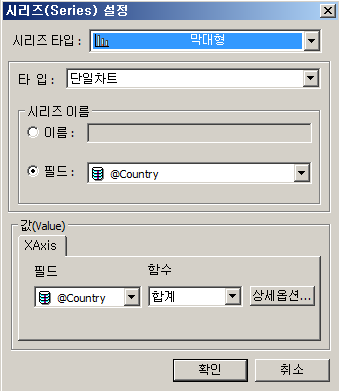 시리즈(Series) 설정
시리즈 타입 : 막대형
타 입 : 단일차트
시리즈 이름
이름 :
필드 : @Country
값(Value)
XAxis
필드 함수
@Country 합계 상세옵션...
확인 취소